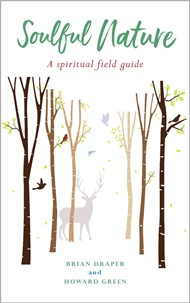 Soulful Nature
A spiritual field guide
BRIAN DRAPER
and
HOWARD GREEN